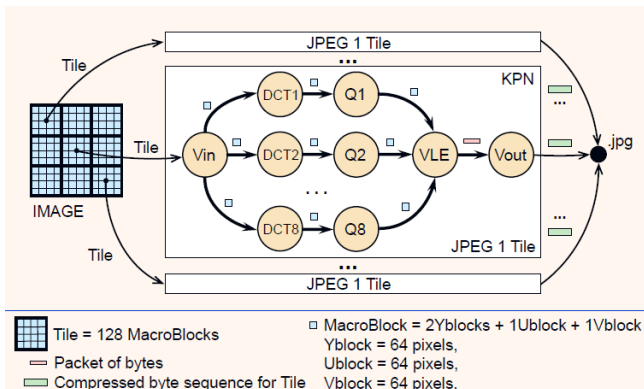 JPEG 1 Tile
...
Tile
KPN
DCT1
Q1
Tile
Vin
DCT2
Q2
VLE
Vout
.jpg
...
...
. . .
IMAGE
DCT8
Q8
...
JPEG 1 Tile
Tile
...
JPEG 1 Tile
Tile = 128 MacroBlocks
Packet of bytes
Compressed byte sequence for Tile
MacroBlock = 2Yblocks + 1Ublock + 1Vblock
Yblock = 64 pixels,
Ublock = 64 pixels,
Vblock = 64 pixels,